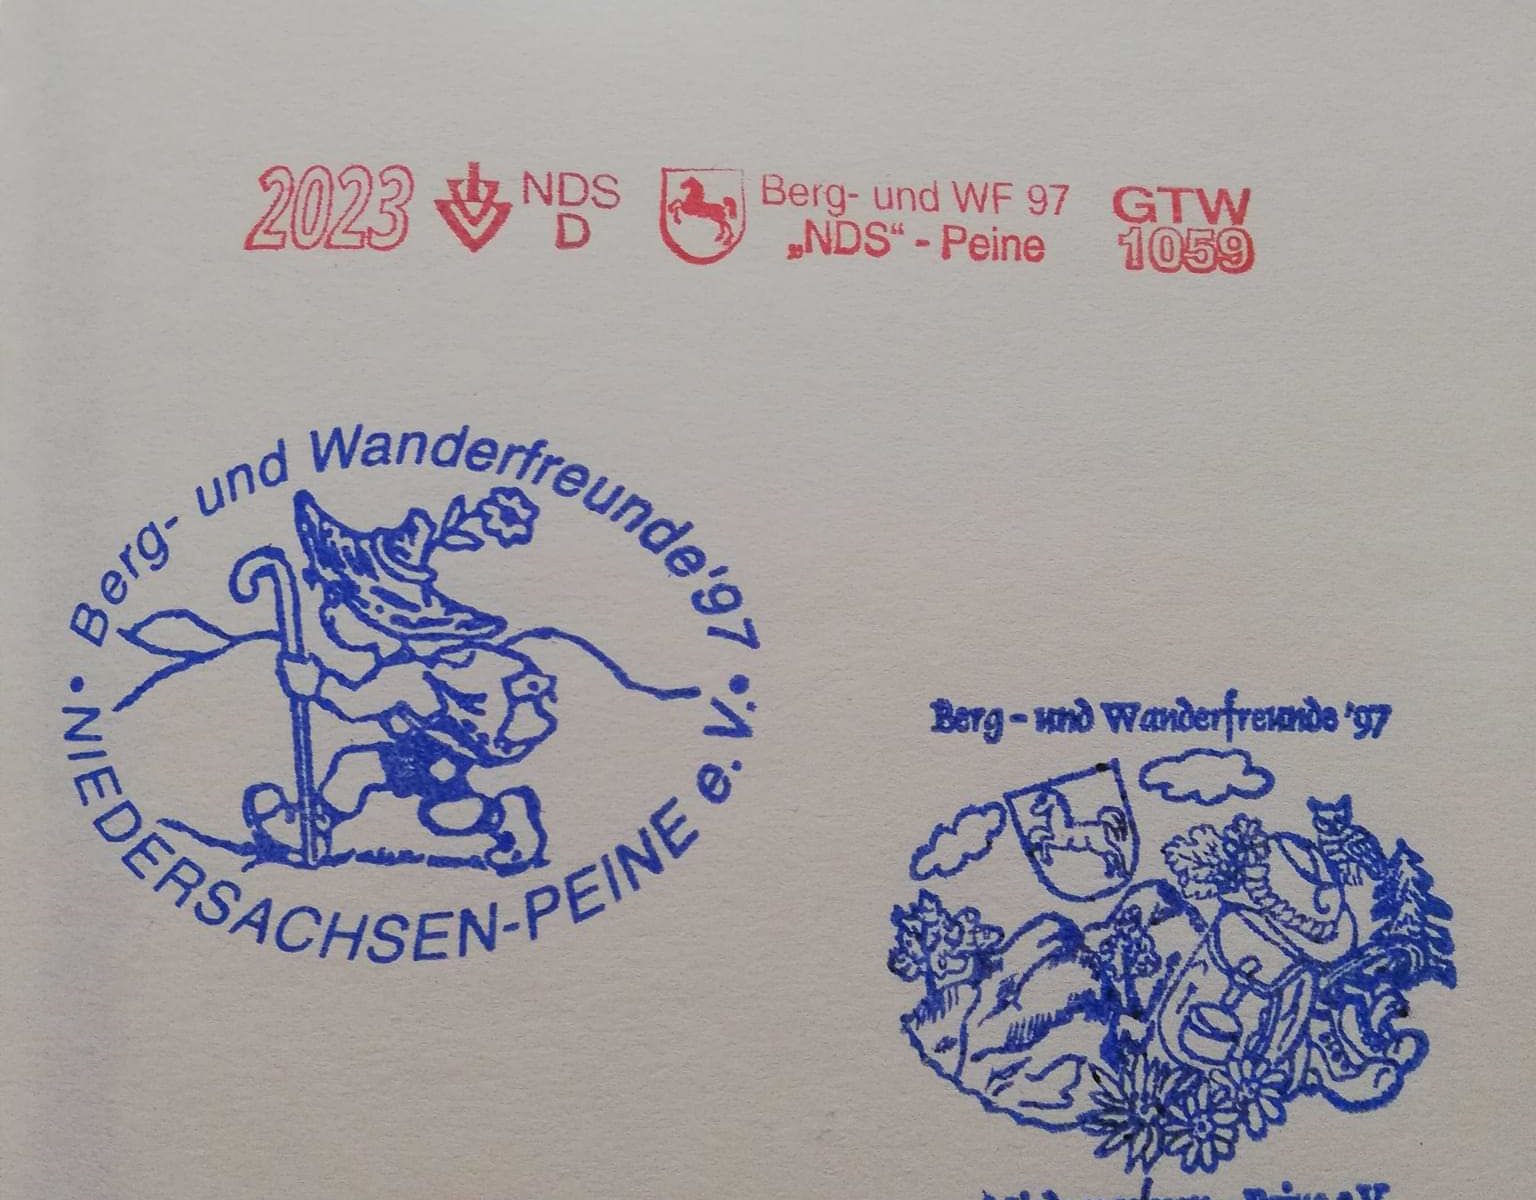 2023 NDS D Berg- und WF 97 „NDS“ - Peine GTW 1059
Berg- und Wanderfreunde '97
• NIEDERSACHSEN-PEINE e.V. •
Berg - und Wanderfreunde '97